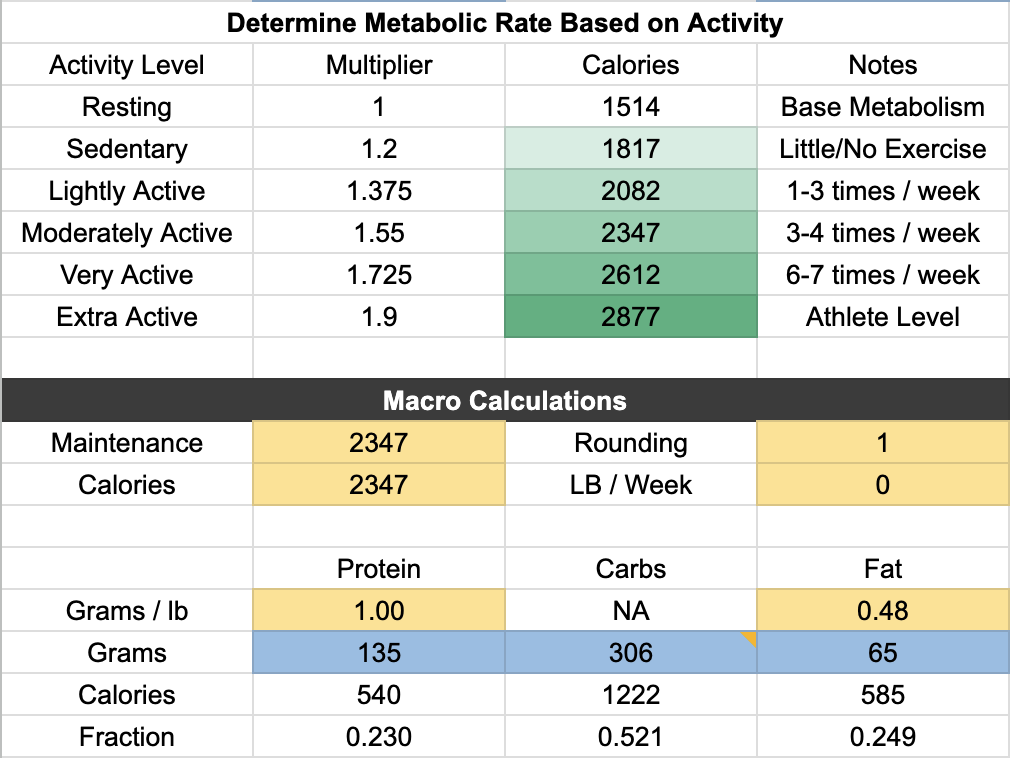 Determine Metabolic Rate Based on Activity
Activity Level Multiplier Calories Notes
Resting 1 1514 Base Metabolism
Sedentary 1.2 1817 Little/No Exercise
Lightly Active 1.375 2082 1-3 times / week
Moderately Active 1.55 2347 3-4 times / week
Very Active 1.725 2612 6-7 times / week
Extra Active 1.9 2877 Athlete Level
Macro Calculations
Maintenance 2347 Rounding 1
Calories 2347 LB / Week 0
Protein Carbs Fat
Grams / lb 1.00 NA 0.48
Grams 135 306 65
Calories 540 1222 585
Fraction 0.230 0.521 0.249